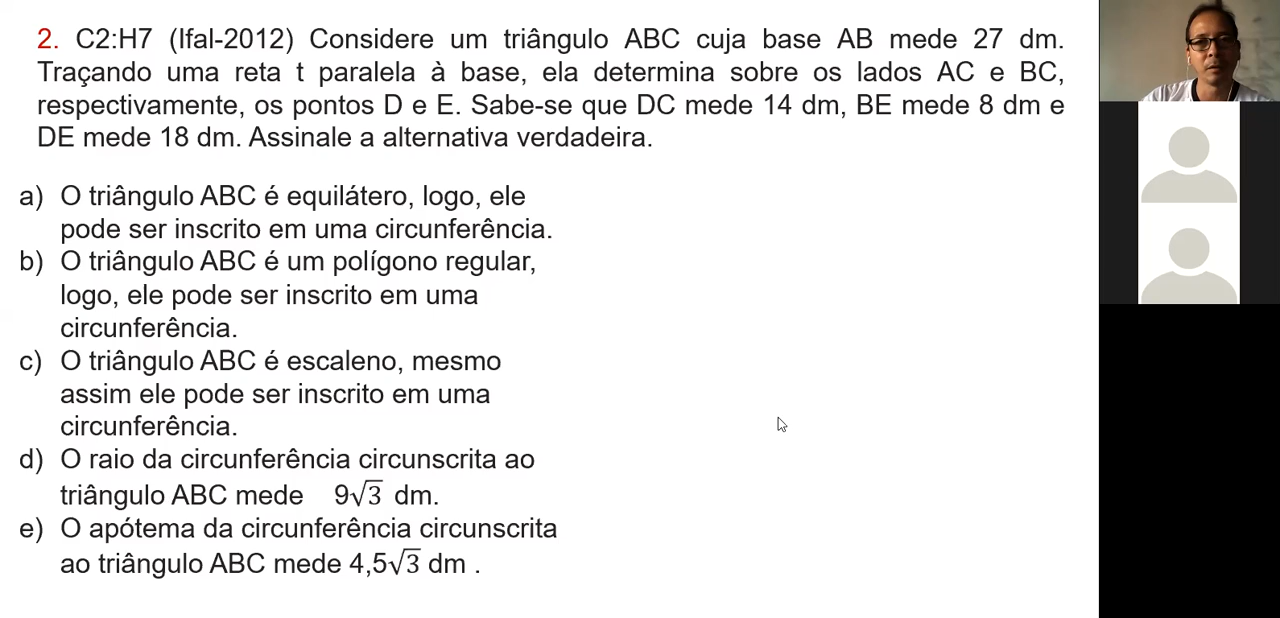 2. C2:H7 (Ifal-2012) Considere um triângulo ABC cuja base AB mede 27 dm.
Traçando uma reta t paralela à base, ela determina sobre os lados AC e BC,
respectivamente, os pontos D e E. Sabe-se que DC mede 14 dm, BE mede 8 dm e
DE mede 18 dm. Assinale a alternativa verdadeira.
a) O triângulo ABC é equilátero, logo, ele
pode ser inscrito em uma circunferência.
b) O triângulo ABC é um polígono regular,
logo, ele pode ser inscrito em uma
circunferência.
c) O triângulo ABC é escaleno, mesmo
assim ele pode ser inscrito em uma
circunferência.
d) O raio da circunferência circunscrita ao
triângulo ABC mede 9√3 dm.
e) O apótema da circunferência circunscrita
ao triângulo ABC mede 4,5√3 dm .